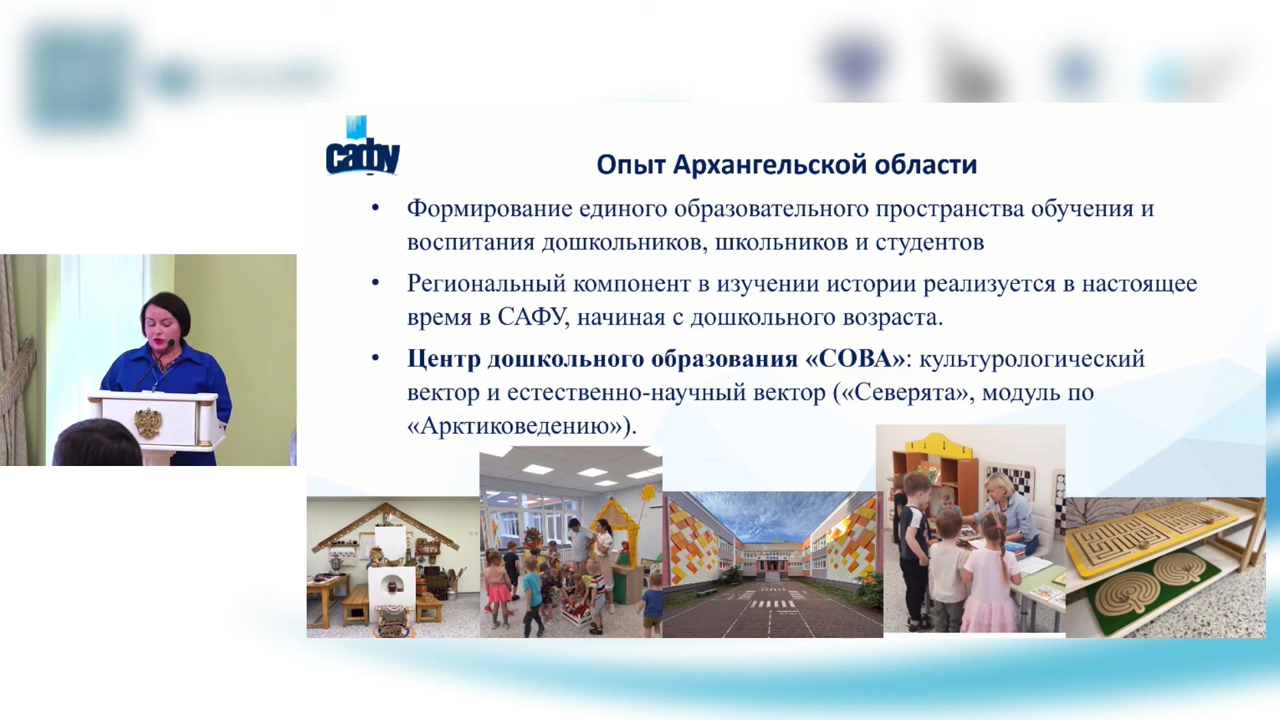 сафу
Опыт Архангельской области
• Формирование единого образовательного пространства обучения и
воспитания дошкольников, школьников и студентов
• Региональный компонент в изучении истории реализуется в настоящее
время в САФУ, начиная с дошкольного возраста.
• Центр дошкольного образования «СОВА»: культурологический
вектор и естественно-научный вектор («Северята», модуль по
«Арктиковедению»).